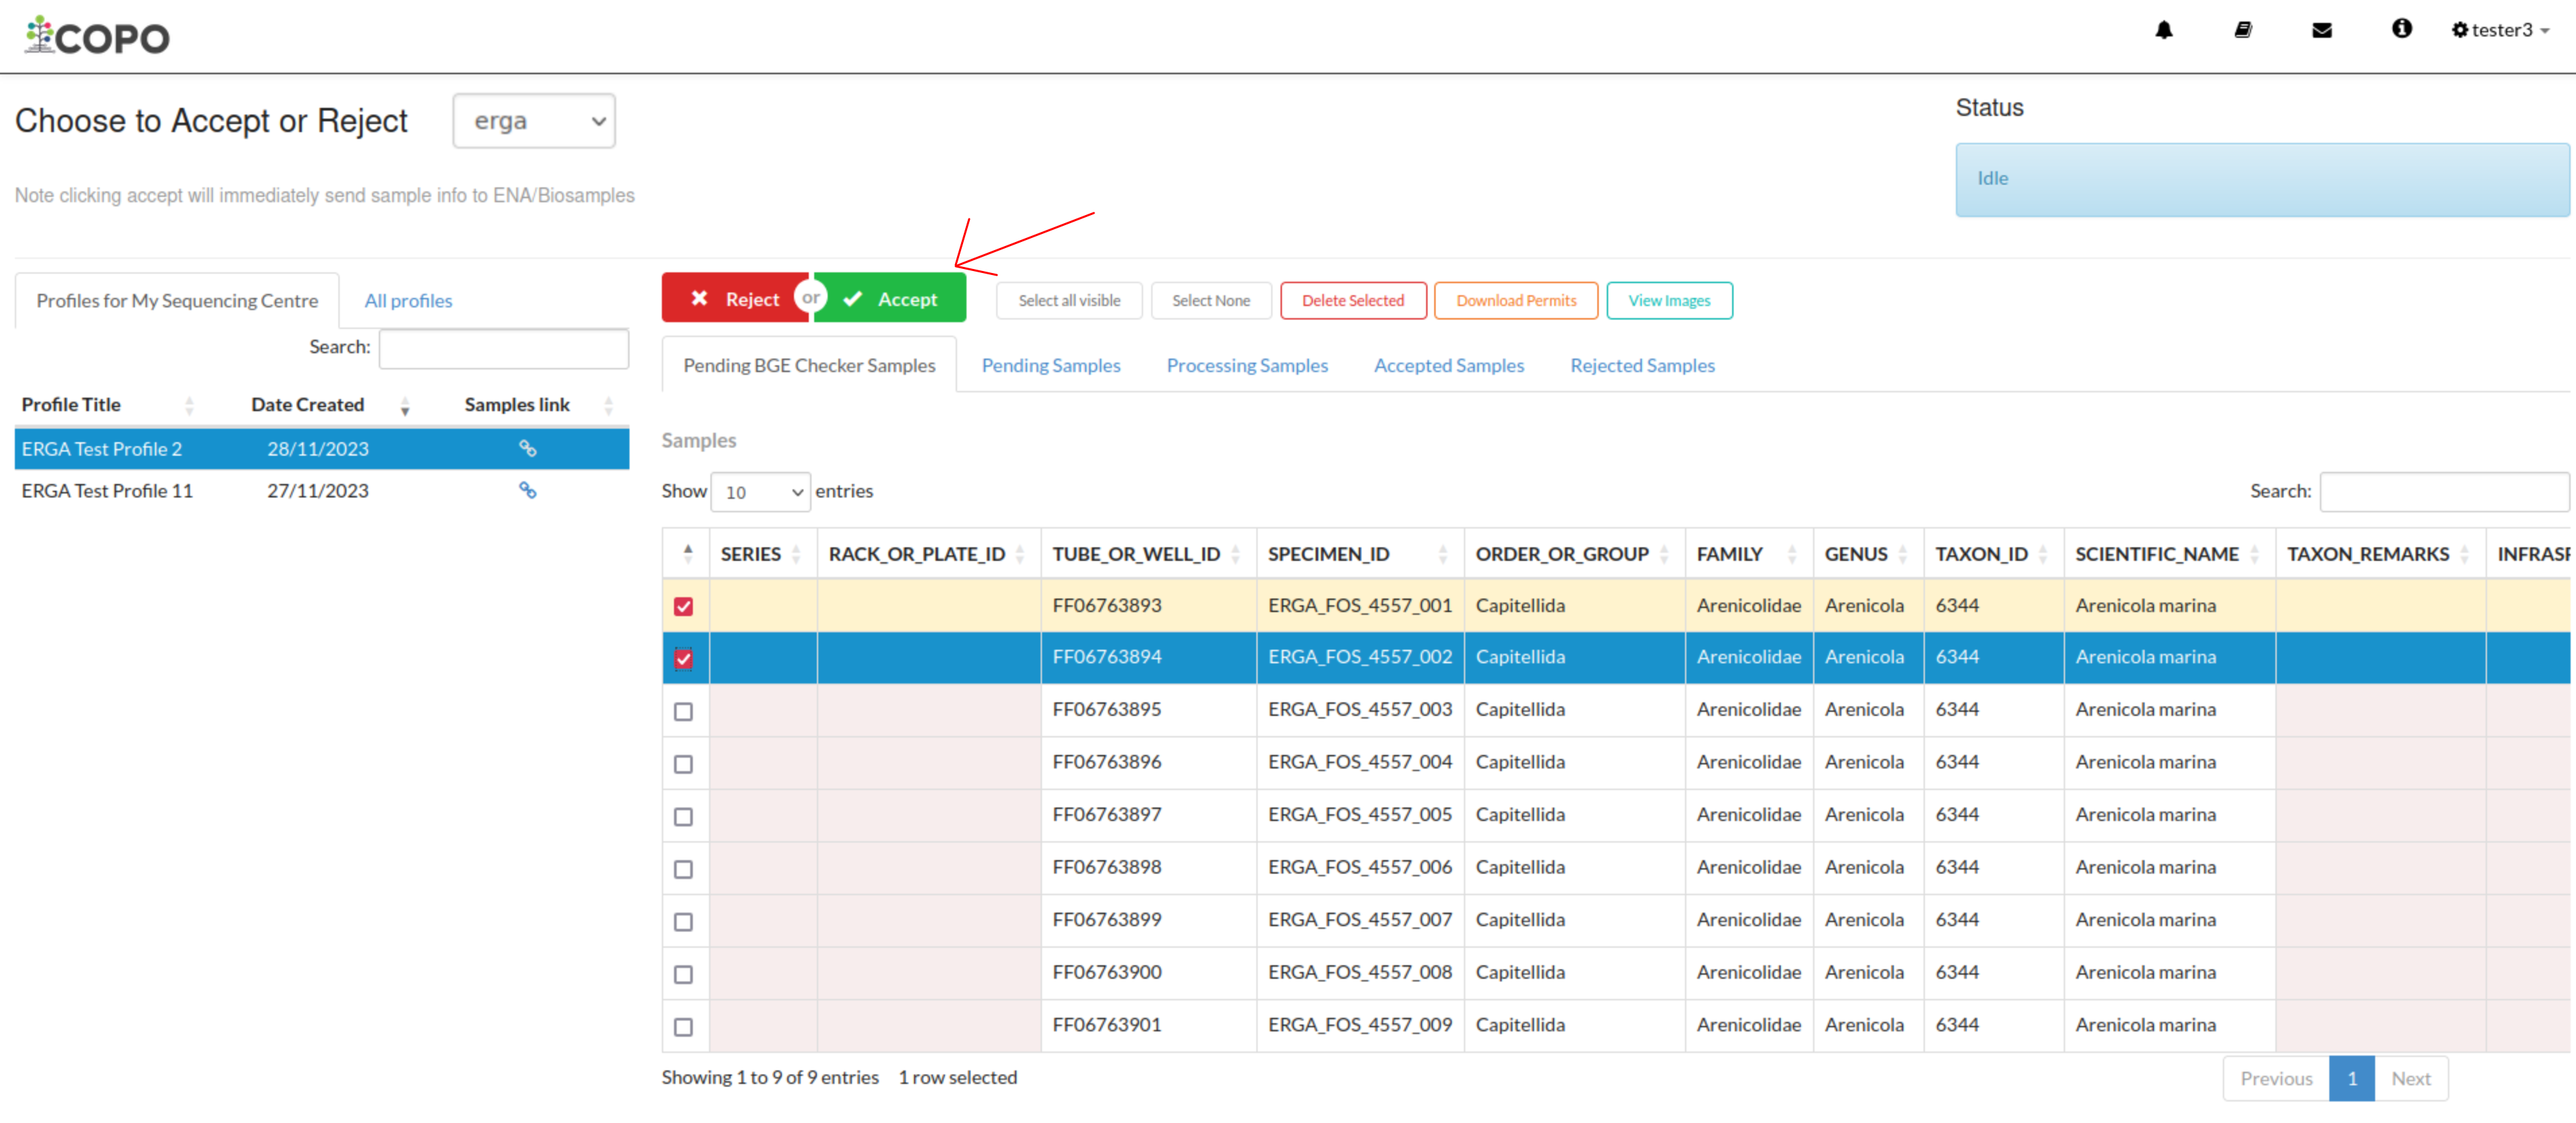 COPO
tester3
Choose to Accept or Reject
erga
Status
Idle
Note clicking accept will immediately send sample info to ENA/Biosamples
Profiles for My Sequencing Centre
All profiles
Search:
Profile Title Date Created Samples link
ERGA Test Profile 2 28/11/2023
ERGA Test Profile 11 27/11/2023
Reject or Accept
Select all visible
Select None
Delete Selected
Download Permits
View Images
Pending BGE Checker Samples
Pending Samples
Processing Samples
Accepted Samples
Rejected Samples
Samples
Show 10 entries
Search:
SERIES RACK_OR_PLATE_ID TUBE_OR_WELL_ID SPECIMEN_ID ORDER_OR_GROUP FAMILY GENUS TAXON_ID SCIENTIFIC_NAME TAXON_REMARKS
FF06763893 ERGA_FOS_4557_001 Capitellida Arenicolidae Arenicola 6344 Arenicola marina
FF06763894 ERGA_FOS_4557_002 Capitellida Arenicolidae Arenicola 6344 Arenicola marina
FF06763895 ERGA_FOS_4557_003 Capitellida Arenicolidae Arenicola 6344 Arenicola marina
FF06763896 ERGA_FOS_4557_004 Capitellida Arenicolidae Arenicola 6344 Arenicola marina
FF06763897 ERGA_FOS_4557_005 Capitellida Arenicolidae Arenicola 6344 Arenicola marina
FF06763898 ERGA_FOS_4557_006 Capitellida Arenicolidae Arenicola 6344 Arenicola marina
FF06763899 ERGA_FOS_4557_007 Capitellida Arenicolidae Arenicola 6344 Arenicola marina
FF06763900 ERGA_FOS_4557_008 Capitellida Arenicolidae Arenicola 6344 Arenicola marina
FF06763901 ERGA_FOS_4557_009 Capitellida Arenicolidae Arenicola 6344 Arenicola marina
Showing 1 to 9 of 9 entries 1 row selected
Previous 1 Next